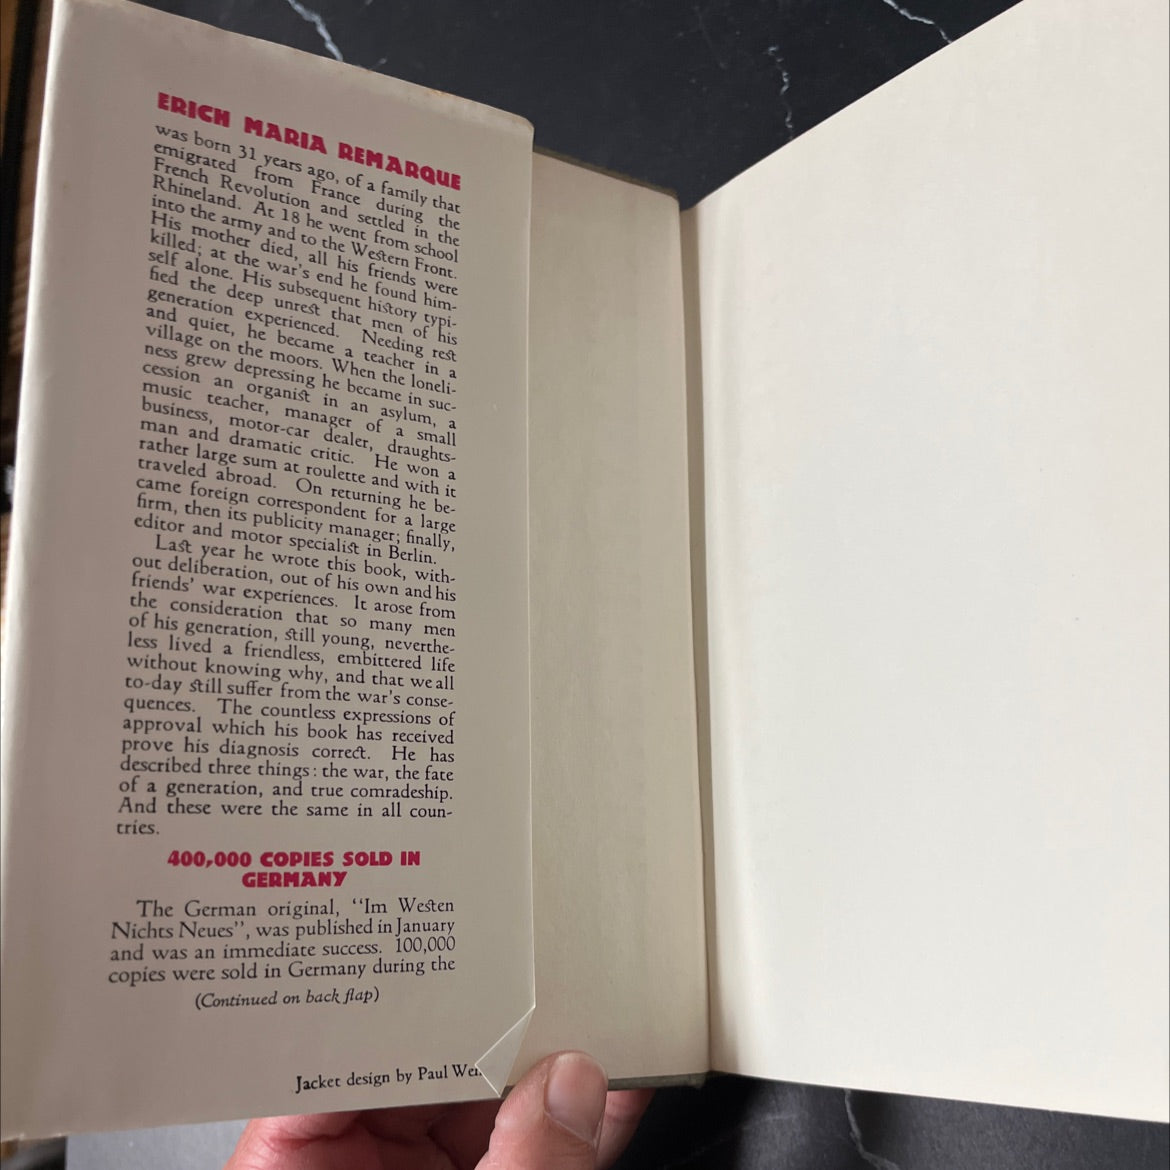 ERICH MARIA REMARQUE
was born 31 years ago, of a family that
emigrated from France during the
French Revolution and settled in the
Rhineland. At 18 he went from school
into the army and to the Western Front.
His mother died, all his friends were
killed; at the war's end he found him-
self alone. His subsequent history typi-
fied the deep unrest that men of his
generation experienced. Needing rest
and quiet, he became a teacher in a
village on the moors. When the loneli-
ness grew depressing he became in suc-
cession an organist in an asylum, a
music teacher, manager of a small
business, motor-car dealer, draughts-
man and dramatic critic. He won a
rather large sum at roulette and with it
traveled abroad. On returning he be-
came foreign correspondent for a large
firm, then its publicity manager; finally,
editor and motor specialist in Berlin.
Last year he wrote this book, with-
out deliberation, out of his own and his
friends' war experiences. It arose from
the consideration that so many men
of his generation, still young, neverthe-
less lived a friendless, embittered life
without knowing why, and that we all
to-day still suffer from the war's conse-
quences. The countless expressions of
approval which his book has received
prove his diagnosis correct. He has
described three things: the war, the fate
of a generation, and true comradeship.
And these were the same in all coun-
tries.
400,000 COPIES SOLD IN
GERMANY
The German original, "Im Westen
Nichts Neues", was published in January
and was an immediate success. 100,000
copies were sold in Germany during the
(Continued on back flap)
Jacket design by Paul